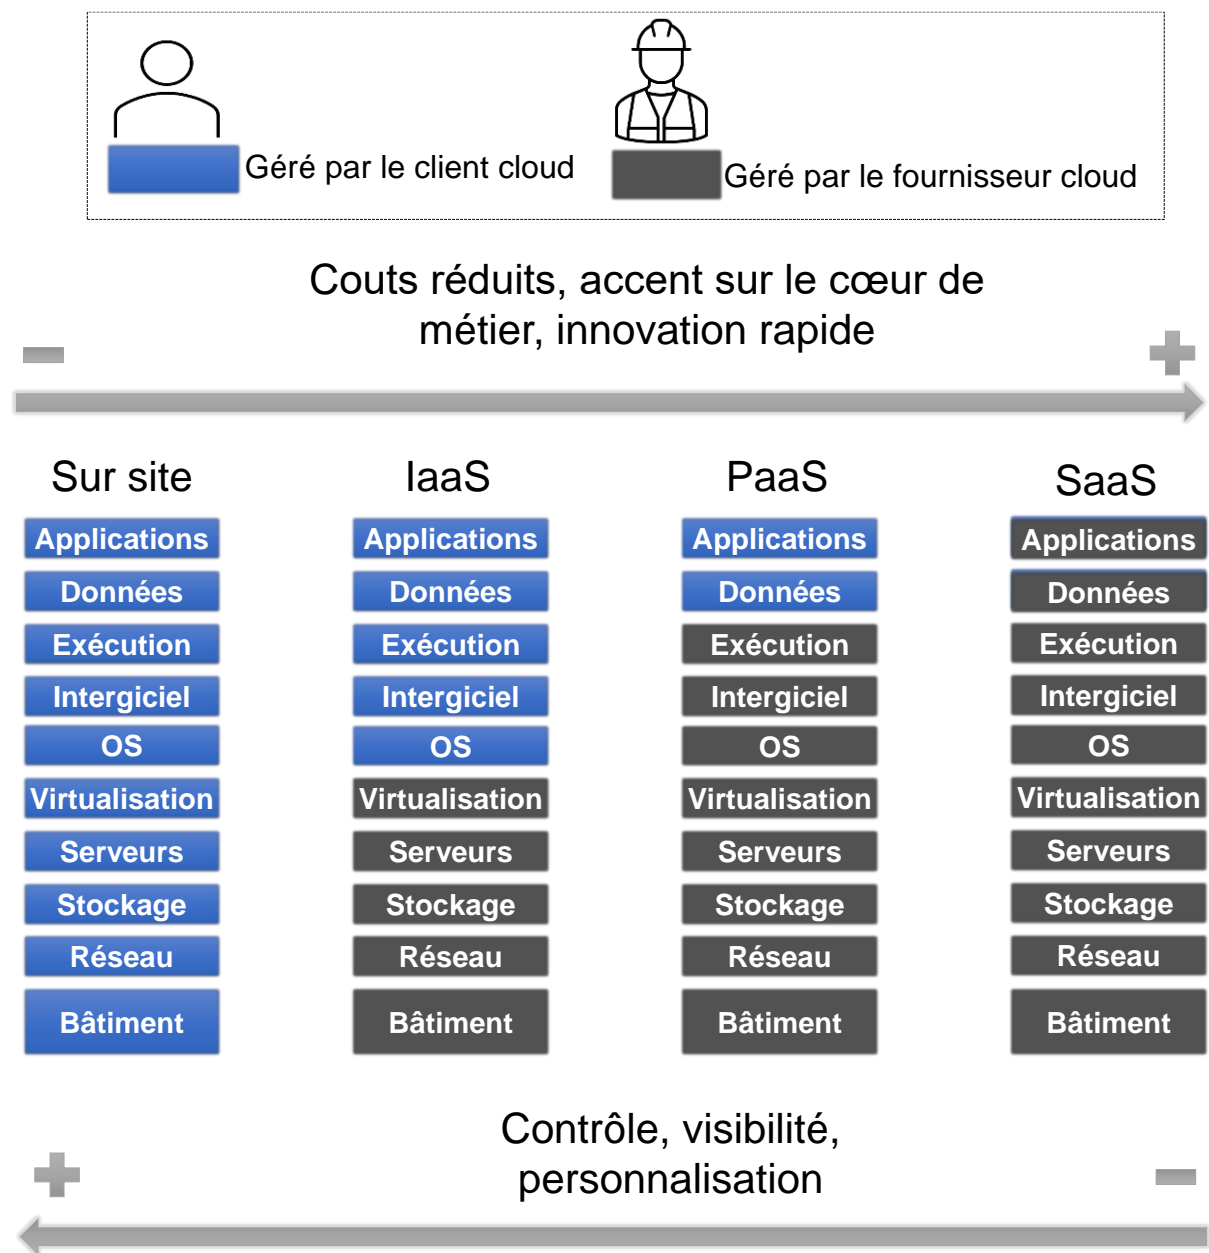 Géré par le client cloud
Géré par le fournisseur cloud
Couts réduits, accent sur le cœur de
métier, innovation rapide
Sur site
IaaS
PaaS
SaaS
Applications
Applications
Applications
Applications
Données
Données
Données
Données
Exécution
Exécution
Exécution
Exécution
Intergiciel
Intergiciel
Intergiciel
Intergiciel
OS
OS
OS
OS
Virtualisation
Virtualisation
Virtualisation
Virtualisation
Serveurs
Serveurs
Serveurs
Serveurs
Stockage
Stockage
Stockage
Stockage
Réseau
Réseau
Réseau
Réseau
Bâtiment
Bâtiment
Bâtiment
Bâtiment
Contrôle, visibilité,
personnalisation